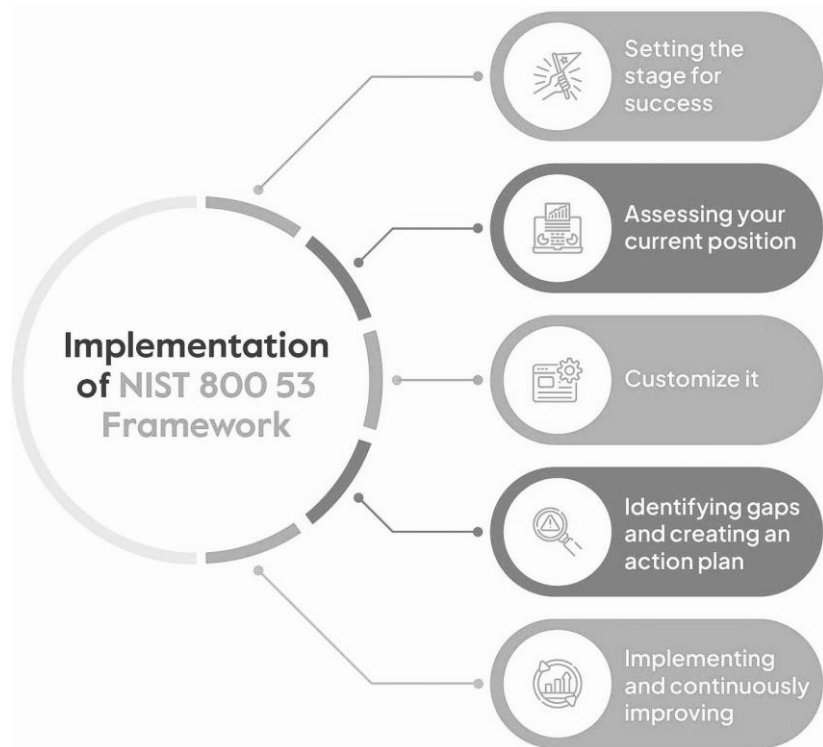 Setting the
stage for
success
Assessing your
current position
Implementation
of NIST 800 53
Framework
Customize it
Identifying gaps
and creating an
action plan
Implementing
and continuously
improving